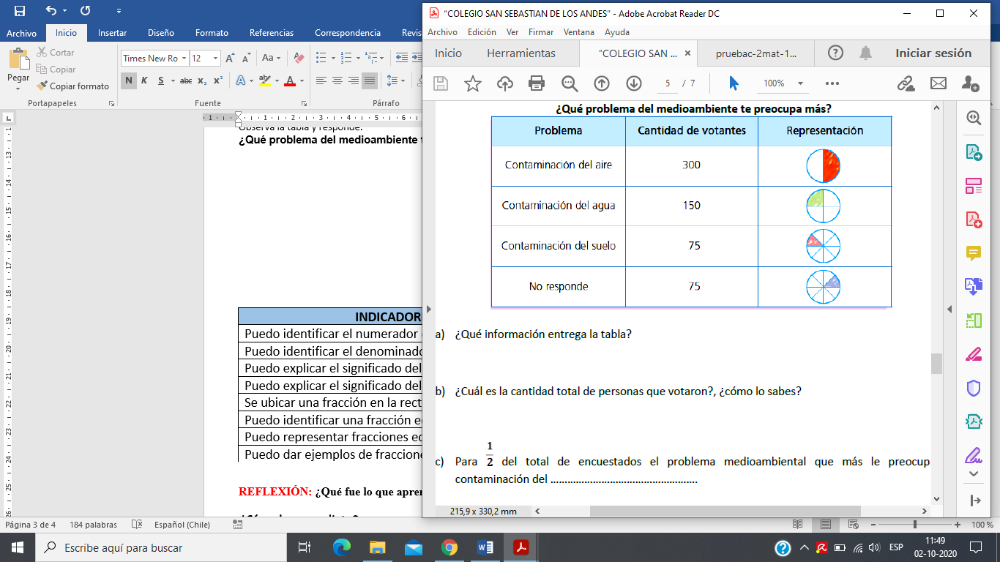 Archivo Inicio Insertar Diseño Formato Referencias Correspondencia Revis
Pegar
Cortar
Copiar
Copiar formato
Times New Ro 12
Aa
N K S abc x₂ x² A ab A
Portapapeles Fuente Párrafo
Observa la tabla y responde.
¿Qué problema del medioambiente
INDICADOR
Puedo identificar el numerador
Puedo identificar el denominado
Puedo explicar el significado del
Puedo explicar el significado del
Se ubicar una fracción en la rect
Puedo identificar una fracción e
Puedo representar fracciones e
Puedo dar ejemplos de fraccione
REFLEXIÓN: ¿Qué fue lo que apre
Página 3 de 4 184 palabras Español (Chile) 100 %
"COLEGIO SAN SEBASTIAN DE LOS ANDES" - Adobe Acrobat Reader DC
Archivo Edición Ver Firmar Ventana Ayuda
Inicio Herramientas "COLEGIO SAN ... × pruebac-2mat-1... Iniciar sesión
5 / 7 100%
¿Qué problema del medioambiente te preocupa más?
Problema Cantidad de votantes Representación
Contaminación del aire 300
Contaminación del agua 150
Contaminación del suelo 75
No responde 75
a) ¿Qué información entrega la tabla?
b) ¿Cuál es la cantidad total de personas que votaron?, ¿cómo lo sabes?
c) Para 1/2 del total de encuestados el problema medioambiental que más le preocupa
contaminación del ....................................................
215,9 x 330,2 mm
Escribe aquí para buscar
ESP
11:49
02-10-2020